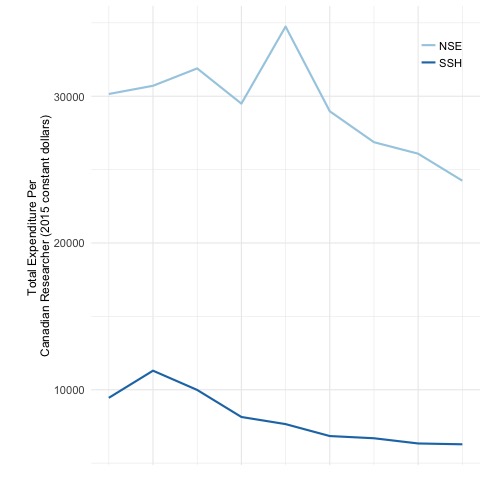 NSE
SSH
30000
20000
10000
Total Expenditure Per
Canadian Researcher (2015 constant dollars)